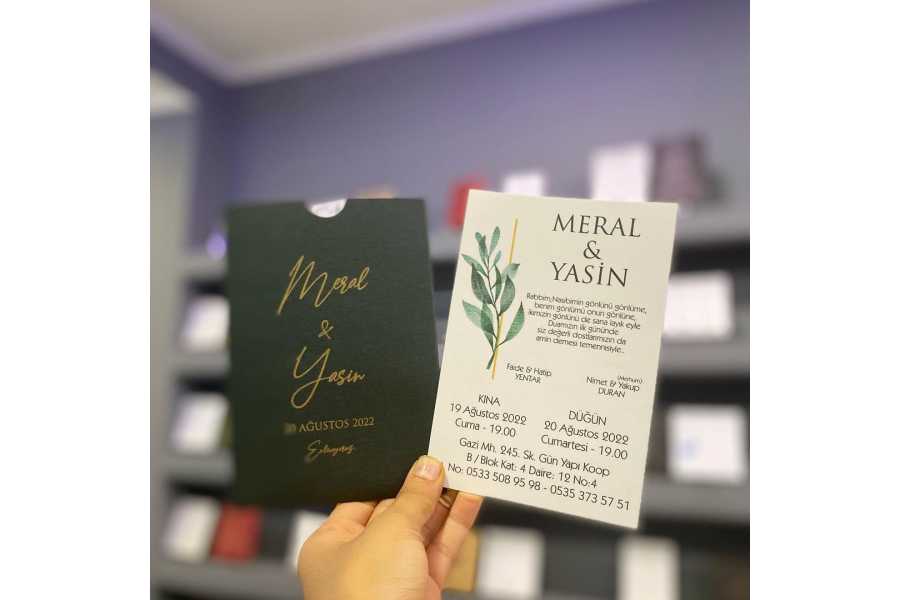 Meral
&
Yasin
AĞUSTOS 2022
Evleniyoruz
MERAL
&
YASİN
Rabbim;Nasibimin gönlünü gönlüme,
benim gönlümü onun gönlüne,
ikimizin gönlünü de sana layık eyle
Duamızın ilk gününde
siz değerli dostlarımızın da
amin demesi temennisiyle..
Faide & Hatip
YENTAR
(Merhum)
Nimet & Yakup
DURAN
KINA
19 Ağustos 2022
Cuma - 19.00
DÜĞÜN
20 Ağustos 2022
Cumartesi - 19.00
Gazi Mh. 245. Sk. Gün Yapı Koop
B / Blok Kat: 4 Daire: 12 No:4
No: 0533 508 95 98 - 0535 373 57 51